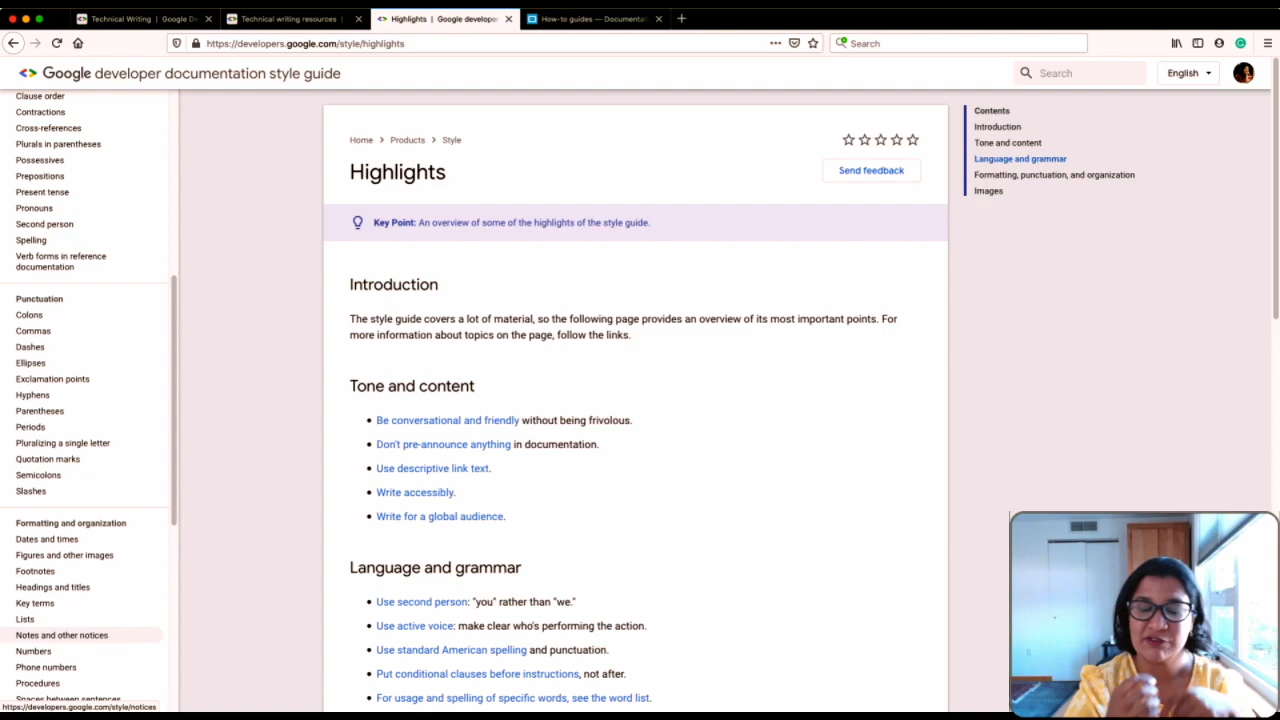 Technical Writing | Google De
Technical writing resources |
Highlights | Google developer
How-to guides — Documentat
https://developers.google.com/style/highlights
Search
Google developer documentation style guide
Search
English
Clause order
Contractions
Cross-references
Plurals in parentheses
Possessives
Prepositions
Present tense
Pronouns
Second person
Spelling
Verb forms in reference
documentation
Punctuation
Colons
Commas
Dashes
Ellipses
Exclamation points
Hyphens
Parentheses
Periods
Pluralizing a single letter
Quotation marks
Semicolons
Slashes
Formatting and organization
Dates and times
Figures and other images
Footnotes
Headings and titles
Key terms
Lists
Notes and other notices
Numbers
Phone numbers
Procedures
Spaces between sentences
https://developers.google.com/style/notices
Home > Products > Style
Highlights
Send feedback
Key Point: An overview of some of the highlights of the style guide.
Introduction
The style guide covers a lot of material, so the following page provides an overview of its most important points. For
more information about topics on the page, follow the links.
Tone and content
• Be conversational and friendly without being frivolous.
• Don't pre-announce anything in documentation.
• Use descriptive link text.
• Write accessibly.
• Write for a global audience.
Language and grammar
• Use second person: "you" rather than "we."
• Use active voice: make clear who's performing the action.
• Use standard American spelling and punctuation.
• Put conditional clauses before instructions, not after.
• For usage and spelling of specific words, see the word list.
Contents
Introduction
Tone and content
Language and grammar
Formatting, punctuation, and organization
Images